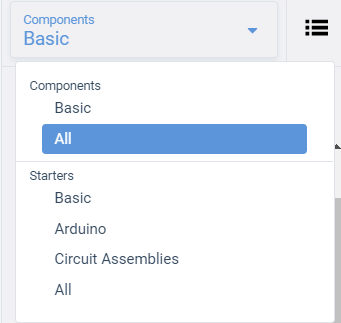 Components
Basic
Components
Basic
All
Starters
Basic
Arduino
Circuit Assemblies
All